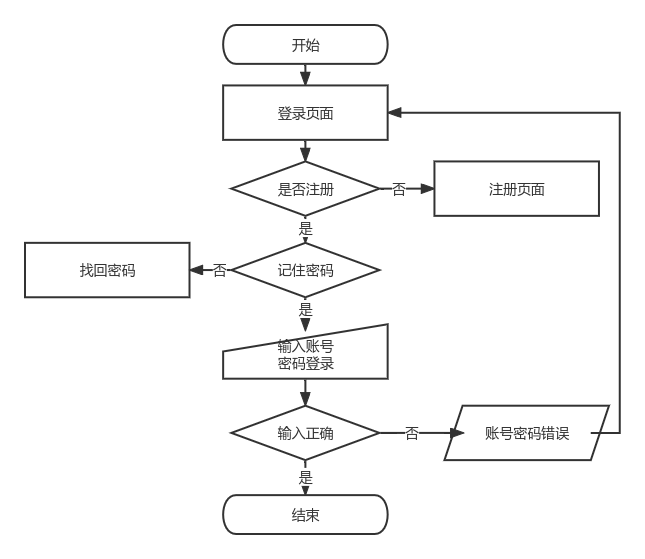 开始
登录页面
是否注册
否
注册页面
是
找回密码
否
记住密码
是
输入账号
密码登录
输入正确
否
账号密码错误
是
结束